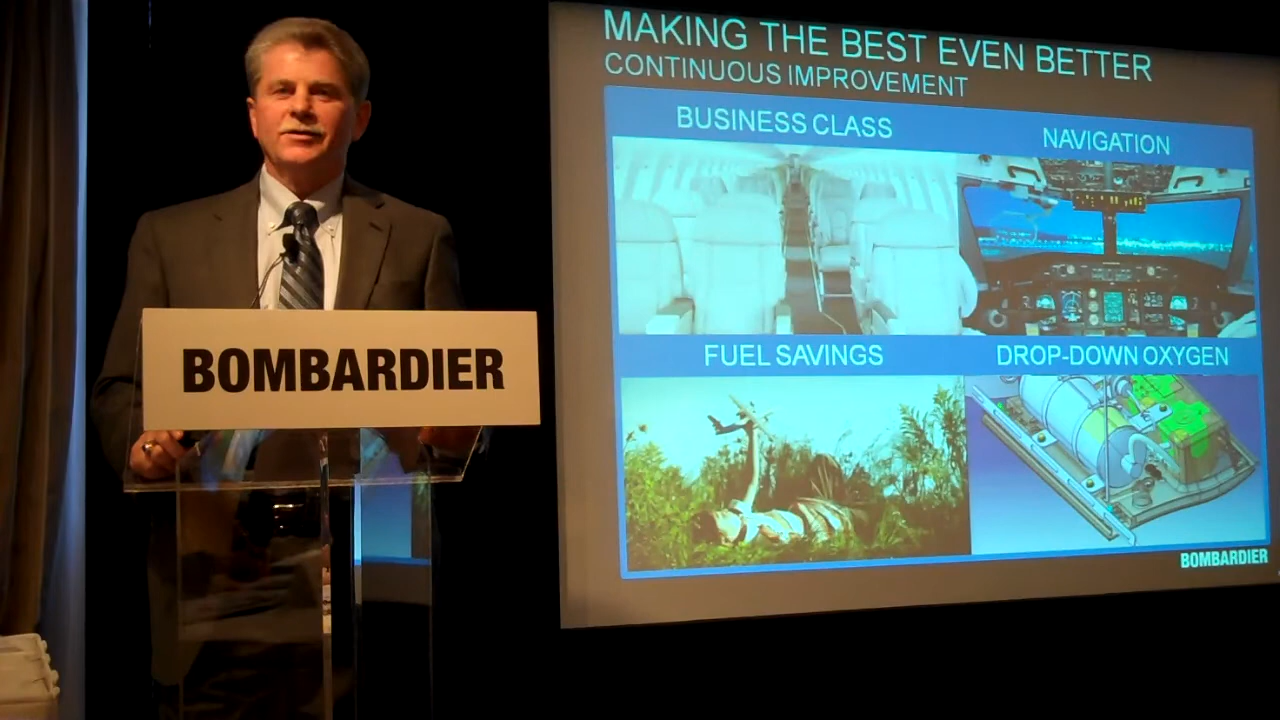 BOMBARDIER
MAKING THE BEST EVEN BETTER
CONTINUOUS IMPROVEMENT
BUSINESS CLASS
NAVIGATION
FUEL SAVINGS
DROP-DOWN OXYGEN
BOMBARDIER